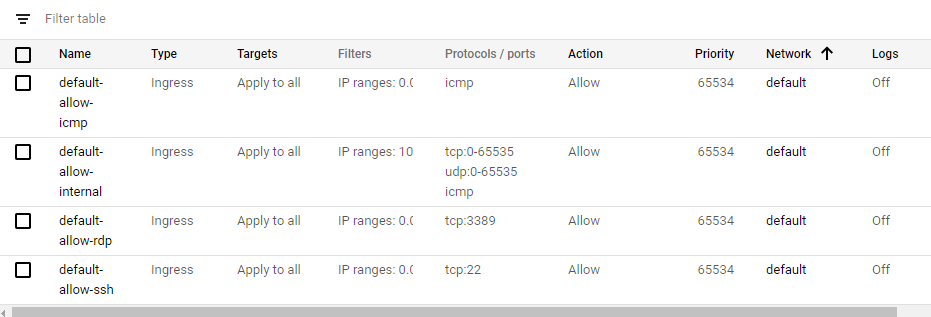 Filter table
Name Type Targets Filters Protocols / ports Action Priority Network Logs
default- Ingress Apply to all IP ranges: 0.0 icmp Allow 65534 default Off
allow-
icmp
default- Ingress Apply to all IP ranges: 10 tcp:0-65535 Allow 65534 default Off
allow- udp:0-65535
internal icmp
default- Ingress Apply to all IP ranges: 0.0 tcp:3389 Allow 65534 default Off
allow-rdp
default- Ingress Apply to all IP ranges: 0.0 tcp:22 Allow 65534 default Off
allow-ssh